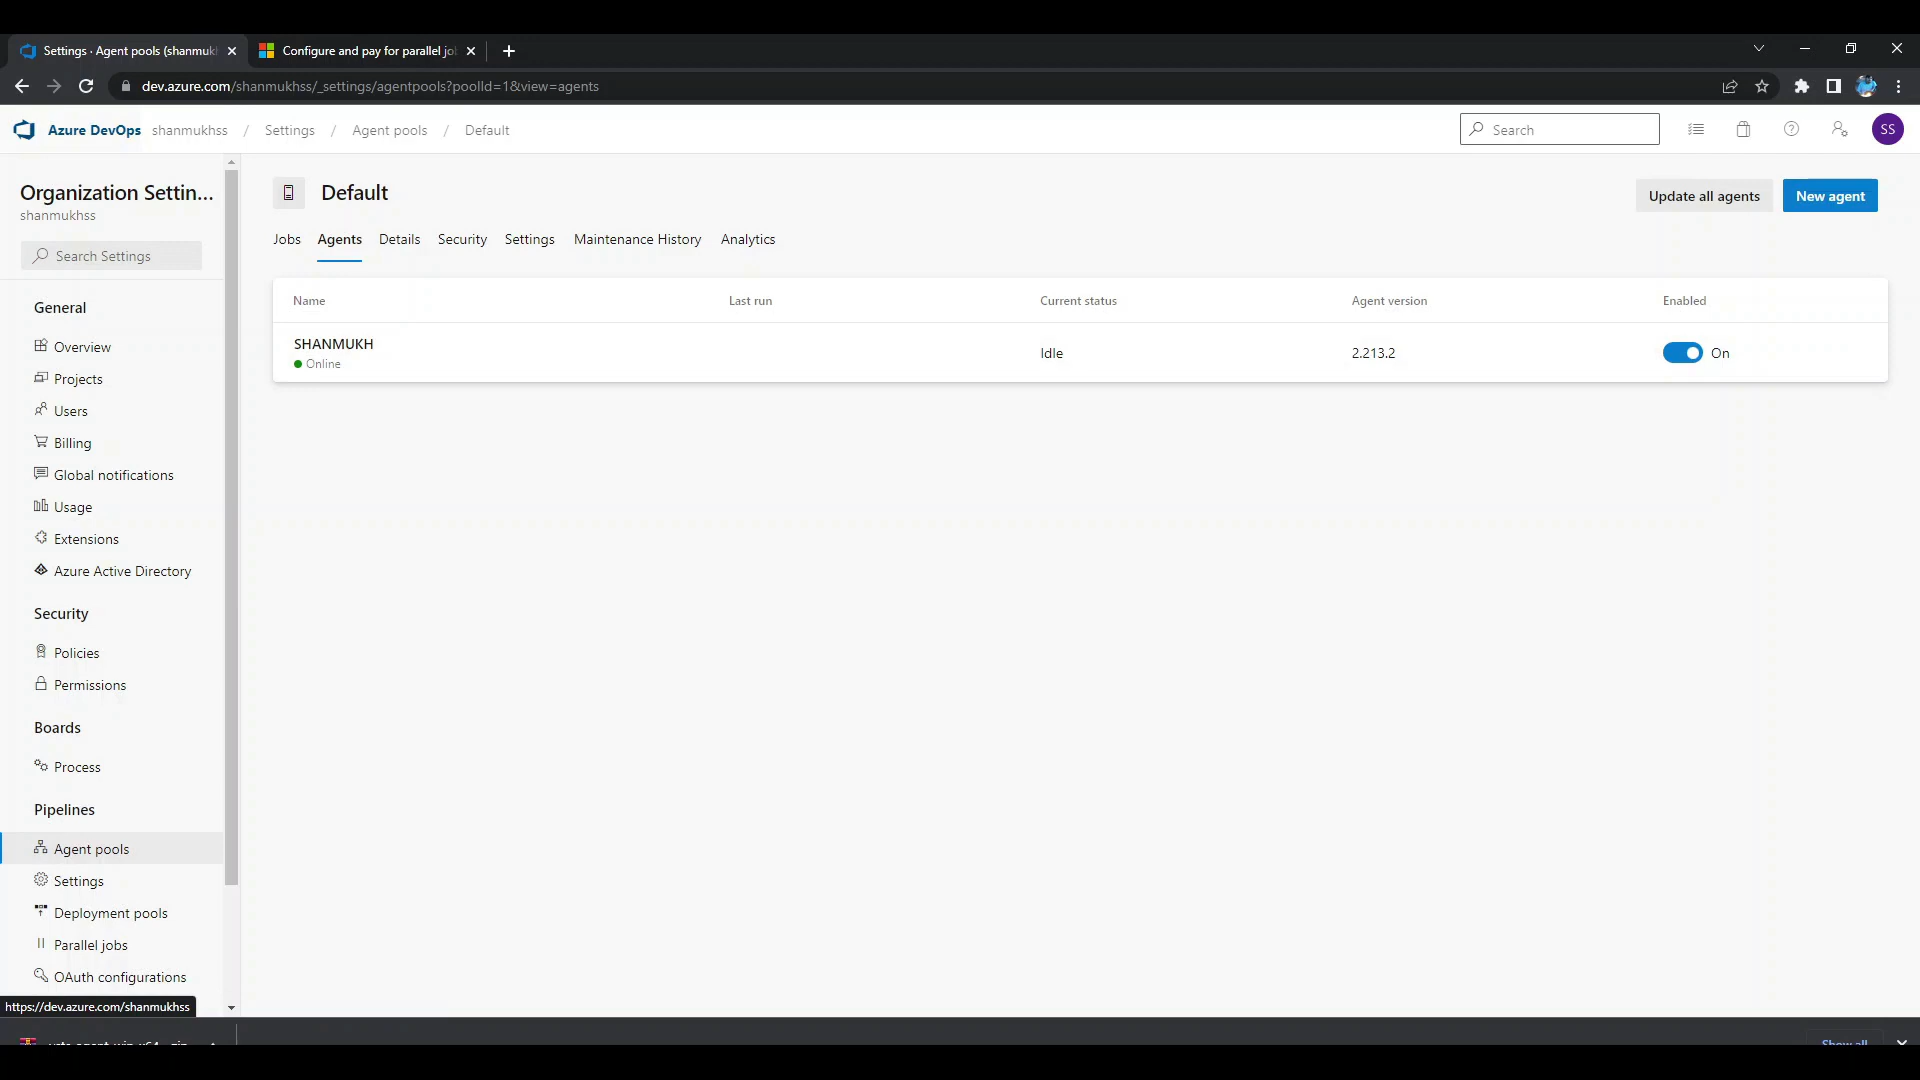 Settings · Agent pools (shanmukh
Configure and pay for parallel jo
dev.azure.com/shanmukhss/_settings/agentpools?poolId=1&view=agents
Azure DevOps shanmukhss / Settings / Agent pools / Default
Search
SS
Organization Settin...
shanmukhss
Search Settings
General
Overview
Projects
Users
Billing
Global notifications
Usage
Extensions
Azure Active Directory
Security
Policies
Permissions
Boards
Process
Pipelines
Agent pools
Settings
Deployment pools
Parallel jobs
OAuth configurations
https://dev.azure.com/shanmukhss
Default
Update all agents
New agent
Jobs Agents Details Security Settings Maintenance History Analytics
Name Last run Current status Agent version Enabled
SHANMUKH
Online
Idle
2.213.2
On
Show all